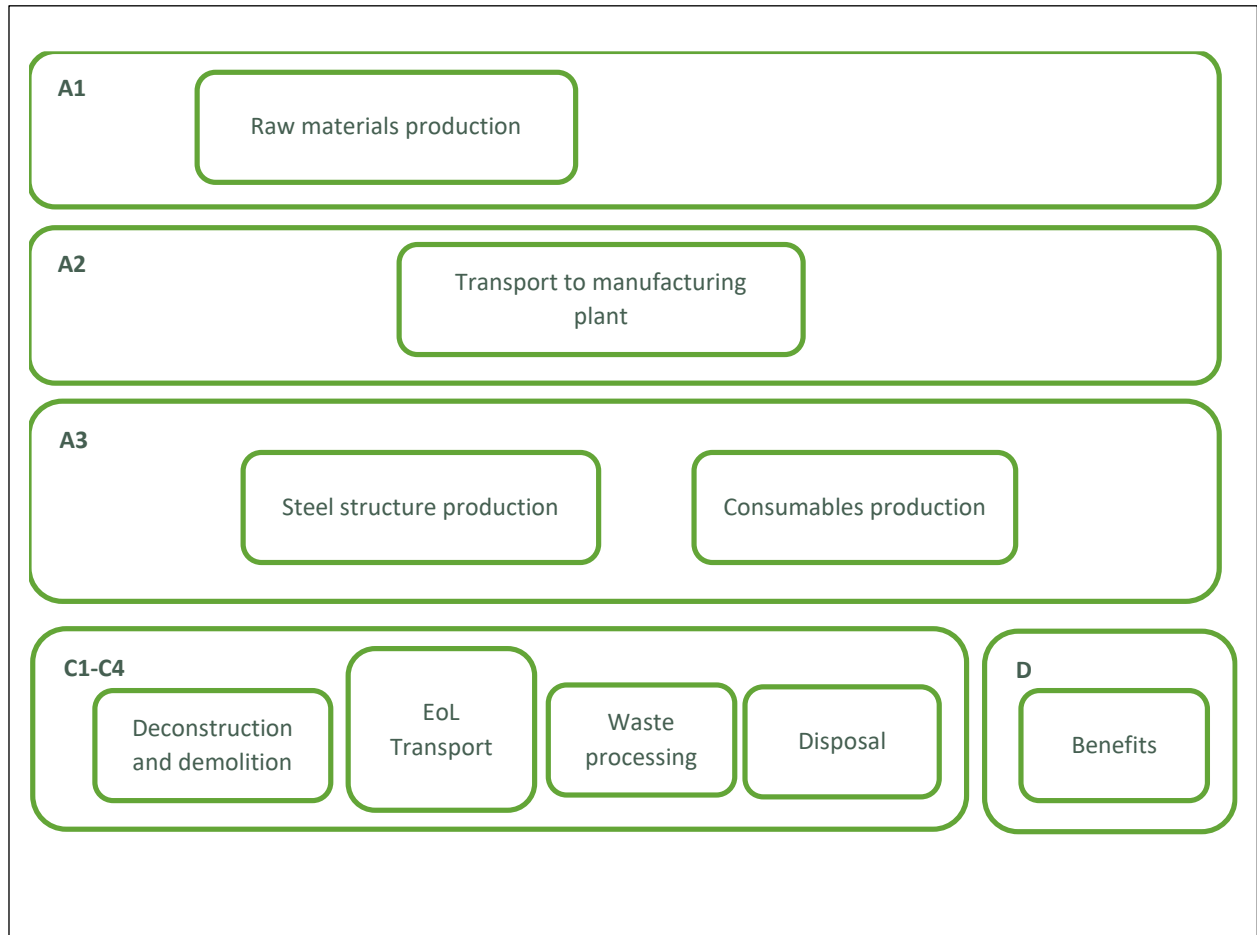 A1
Raw materials production
A2
Transport to manufacturing
plant
A3
Steel structure production
Consumables production
C1-C4
Deconstruction
and demolition
EoL
Transport
Waste
processing
Disposal
D
Benefits